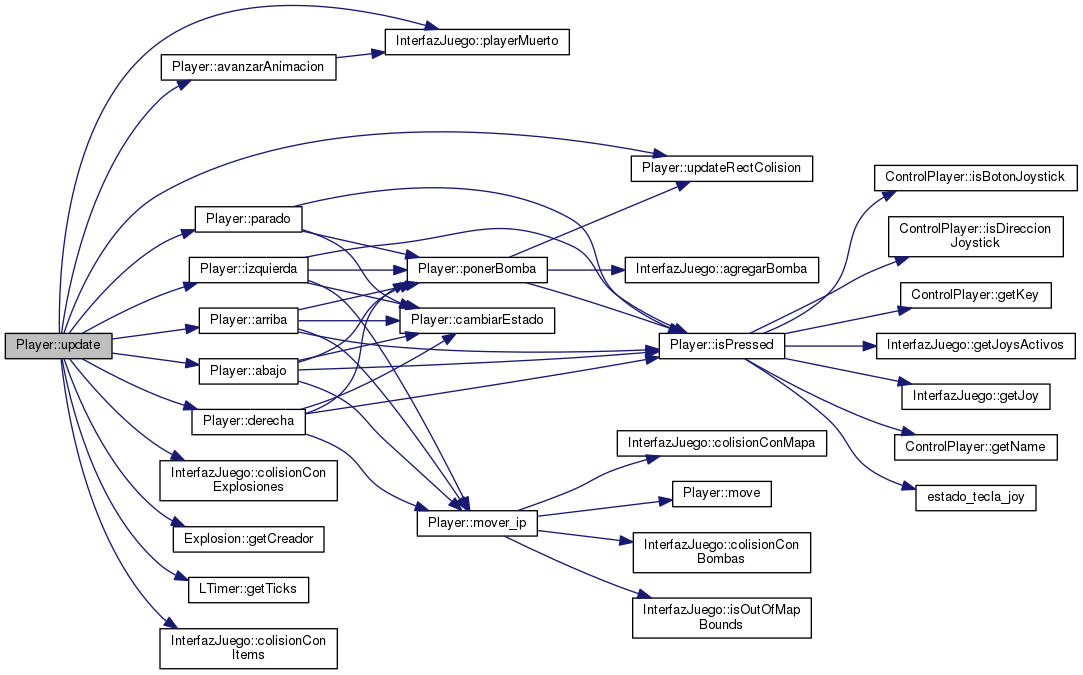 Player::update
InterfazJuego::playerMuerto
Player::avanzarAnimacion
Player::updateRectColision
Player::parado
Player::izquierda
Player::arriba
Player::abajo
Player::derecha
InterfazJuego::colisionCon
Explosiones
Explosion::getCreador
LTimer::getTicks
InterfazJuego::colisionCon
Items
Player::ponerBomba
Player::cambiarEstado
Player::mover_ip
InterfazJuego::agregarBomba
Player::isPressed
InterfazJuego::colisionConMapa
Player::move
InterfazJuego::colisionCon
Bombas
InterfazJuego::isOutOfMap
Bounds
ControlPlayer::isBotonJoystick
ControlPlayer::isDireccion
Joystick
ControlPlayer::getKey
InterfazJuego::getJoysActivos
InterfazJuego::getJoy
ControlPlayer::getName
estado_tecla_joy